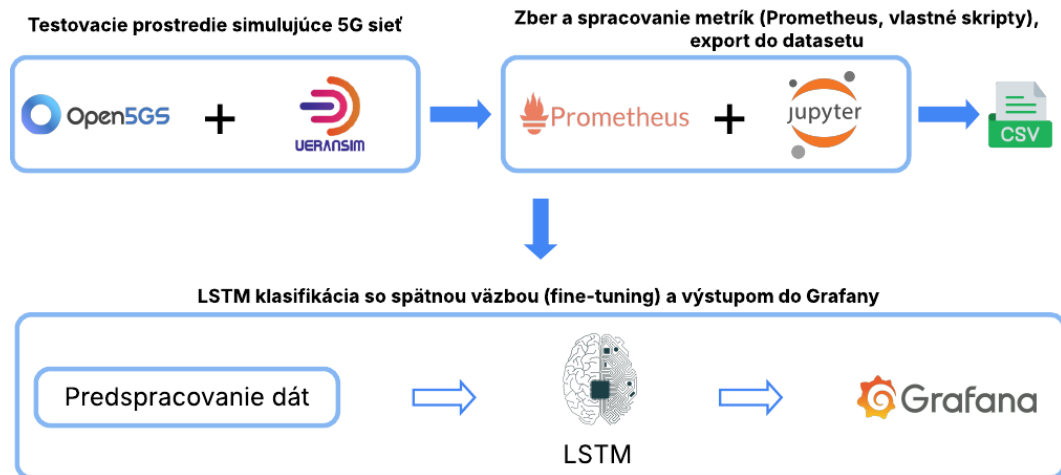 Testovacie prostredie simulujúce 5G sieť
Zber a spracovanie metrík (Prometheus, vlastné skripty),
export do datasetu
Open5GS
+
UERANSIM
Prometheus
+
jupyter
CSV
LSTM klasifikácia so spätnou väzbou (fine-tuning) a výstupom do Grafany
Predspracovanie dát
LSTM
Grafana